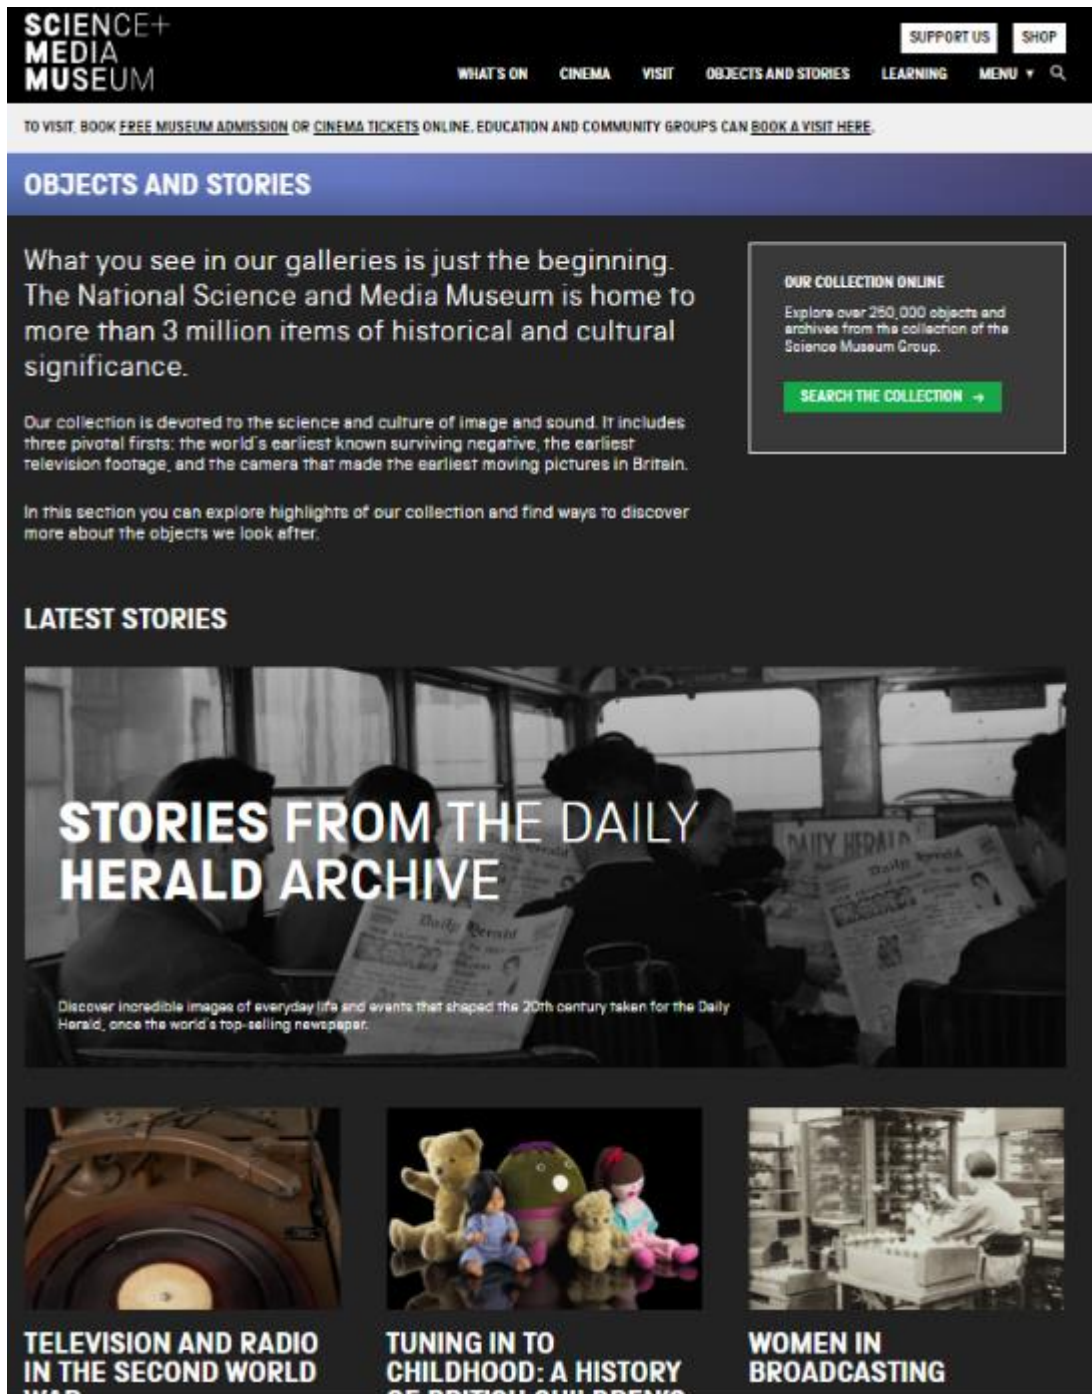 SCIENCE+
MEDIA
MUSEUM
SUPPORT US
SHOP
WHAT'S ON
CINEMA
VISIT
OBJECTS AND STORIES
LEARNING
MENU
TO VISIT, BOOK FREE MUSEUM ADMISSION OR CINEMA TICKETS ONLINE. EDUCATION AND COMMUNITY GROUPS CAN BOOK A VISIT HERE.
OBJECTS AND STORIES
What you see in our galleries is just the beginning.
The National Science and Media Museum is home to
more than 3 million items of historical and cultural
significance.
Our collection is devoted to the science and culture of image and sound. It includes
three pivotal firsts: the world's earliest known surviving negative, the earliest
television footage, and the camera that made the earliest moving pictures in Britain.
In this section you can explore highlights of our collection and find ways to discover
more about the objects we look after.
OUR COLLECTION ONLINE
Explore over 250,000 objects and
archives from the collection of the
Science Museum Group.
SEARCH THE COLLECTION →
LATEST STORIES
STORIES FROM THE DAILY
HERALD ARCHIVE
DAILY HERALD
Daily Herald
Daily Herald
Discover incredible images of everyday life and events that shaped the 20th century taken for the Daily
Herald, once the world's top-selling newspaper.
TELEVISION AND RADIO
IN THE SECOND WORLD
WAR
TUNING IN TO
CHILDHOOD: A HISTORY
OF BRITISH CHILDREN'S
WOMEN IN
BROADCASTING